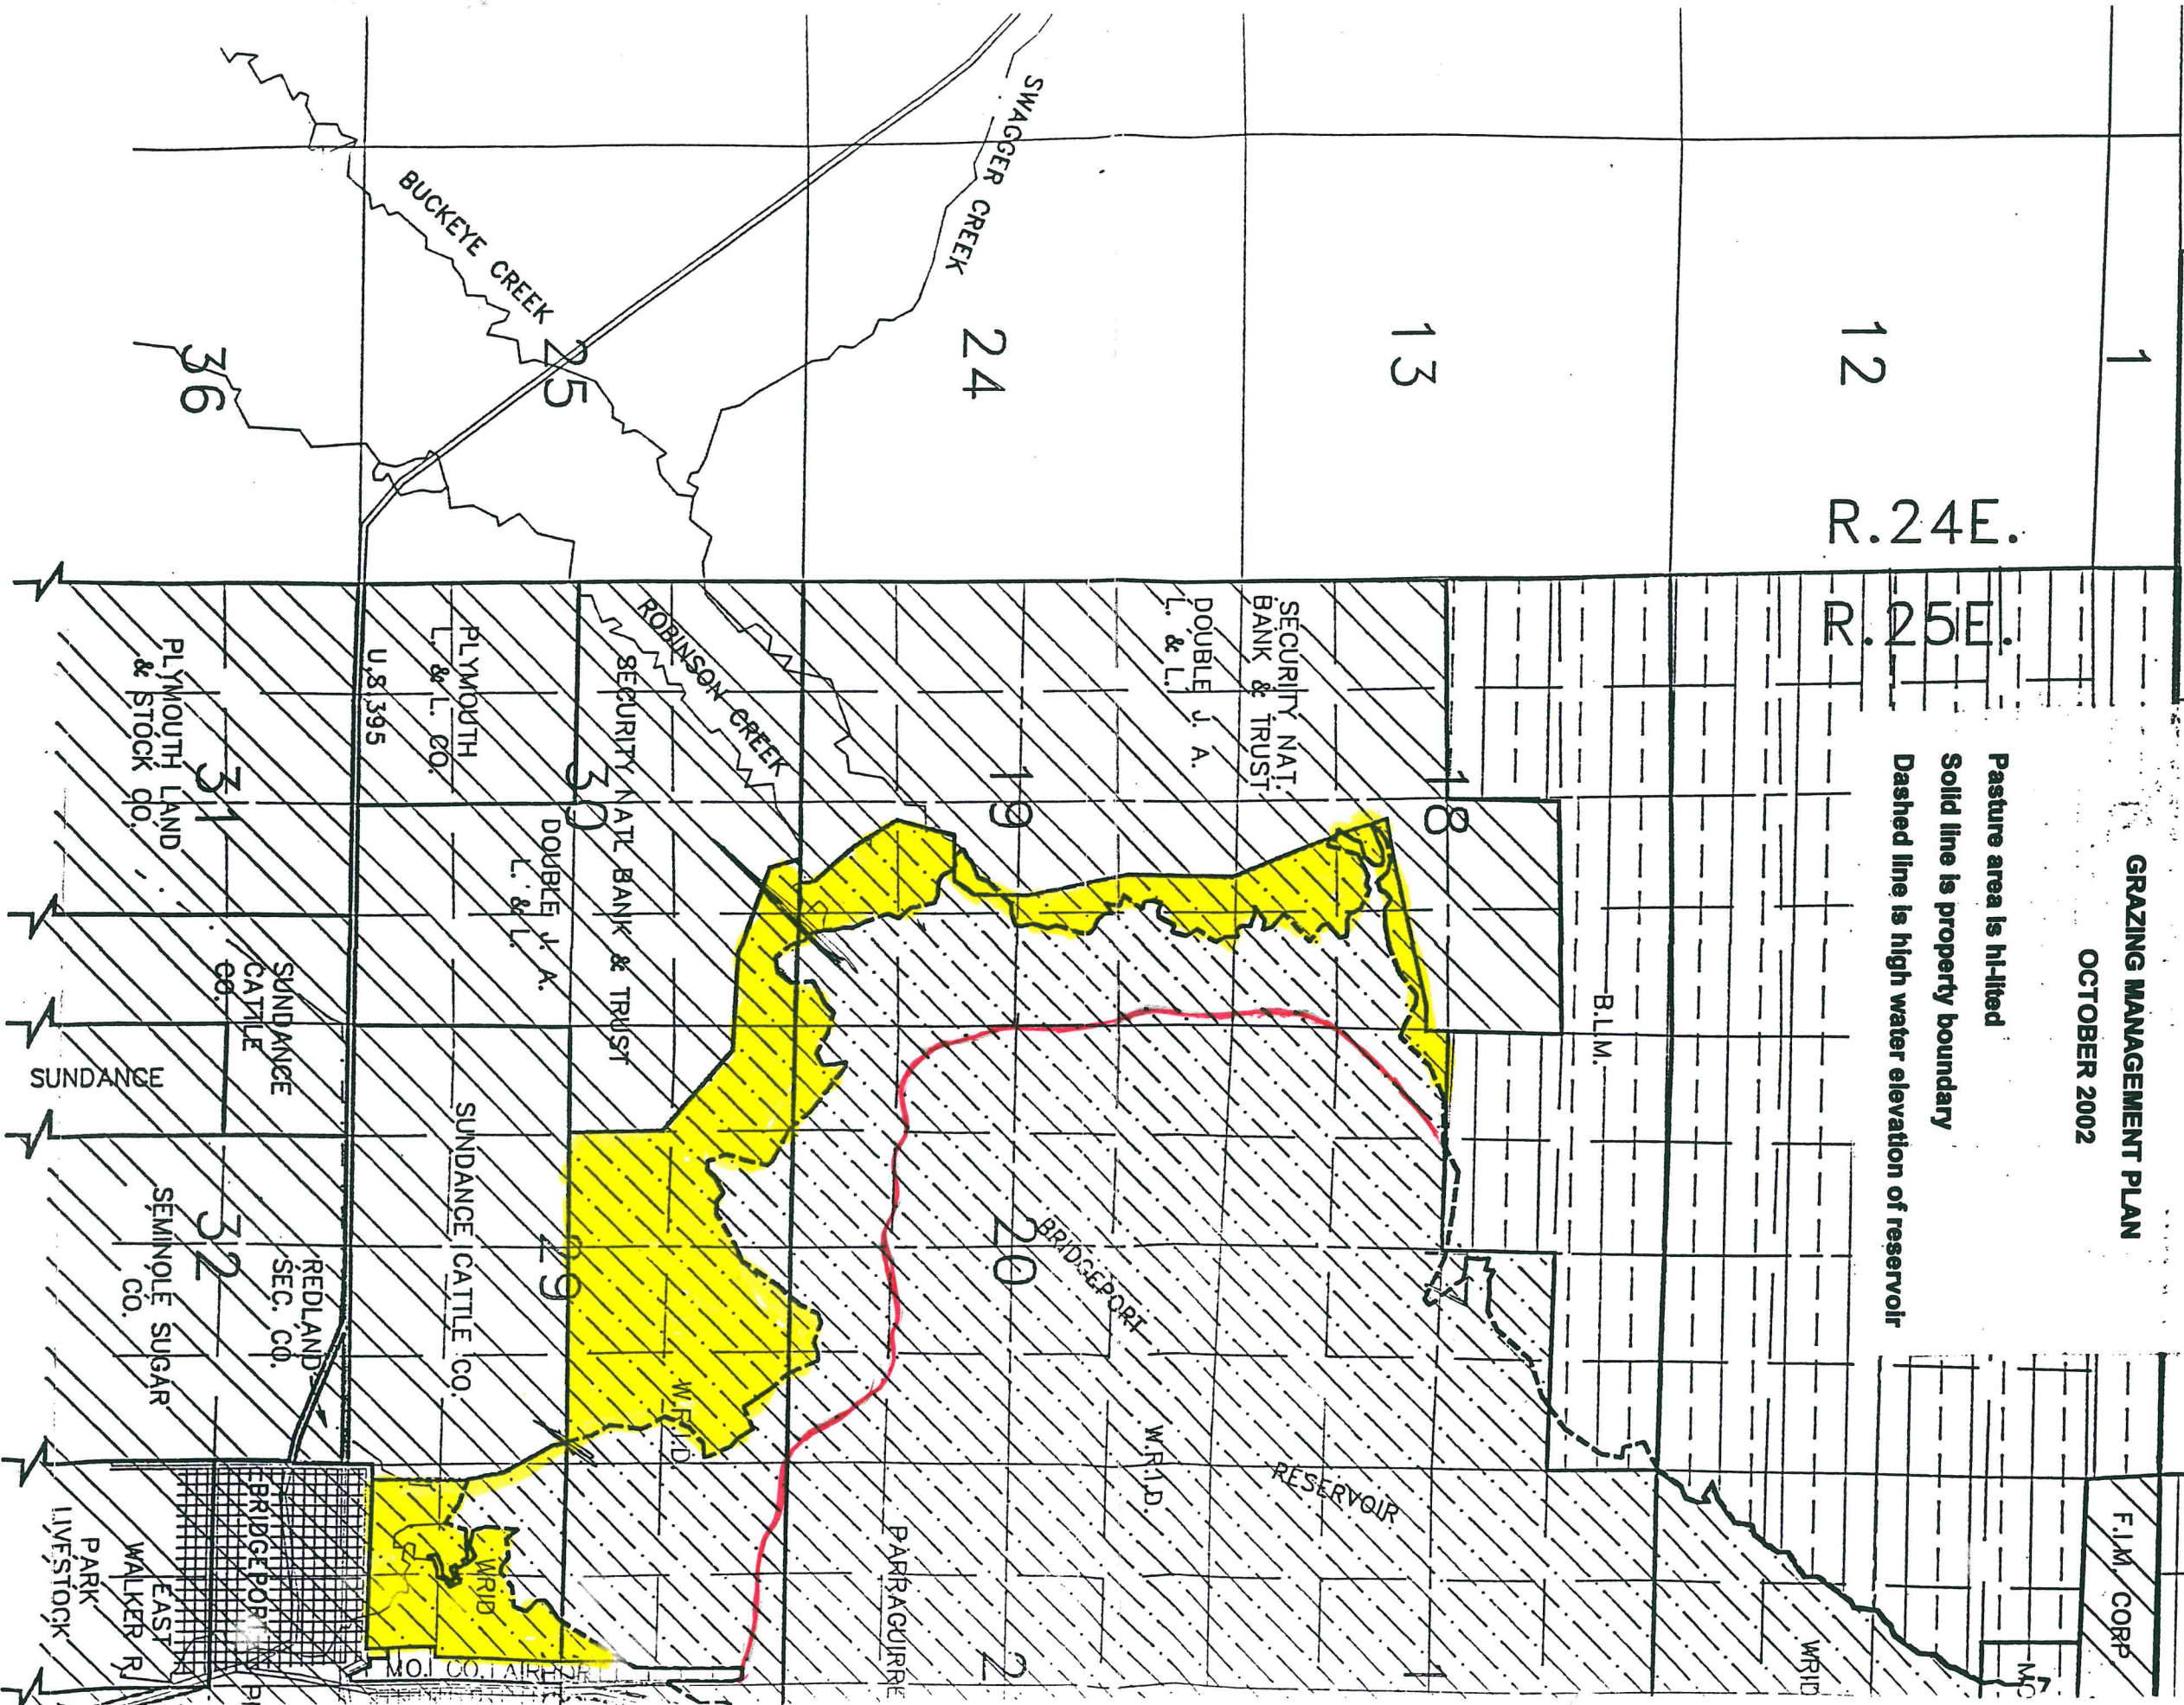 GRAZING MANAGEMENT PLAN
OCTOBER 2002
Pasture area is hi-lited
Solid line is property boundary
Dashed line is high water elevation of reservoir
1
12
13
24
25
36
R.24E.
R.25E.
SWAGGER CREEK
BUCKEYE CREEK
ROBINSON CREEK
SECURITY NAT.
BANK & TRUST
DOUBLE J. A.
L. & L.
18
19
30
31
PLYMOUTH
L. & L. CO.
U.S.395
PLYMOUTH LAND
& STOCK CO.
SECURITY NATL BANK & TRUST
DOUBLE J. A.
L. & L.
B.L.M.
SUNDANCE
CATTLE
CO.
SUNDANCE
SUNDANCE CATTLE CO.
20
29
32
BRIDGEPORT
RESERVOIR
W.R.I.D.
W.R.I.D.
REDLAND
SEC. CO.
SEMINOLE SUGAR
CO.
F.I.M. CORP.
WRID
PARRAGUIRRE
2
WRID
BRIDGEPORT
MO. CO. AIRPOR
EAST
WALKER R.
PARK
LIVESTOCK